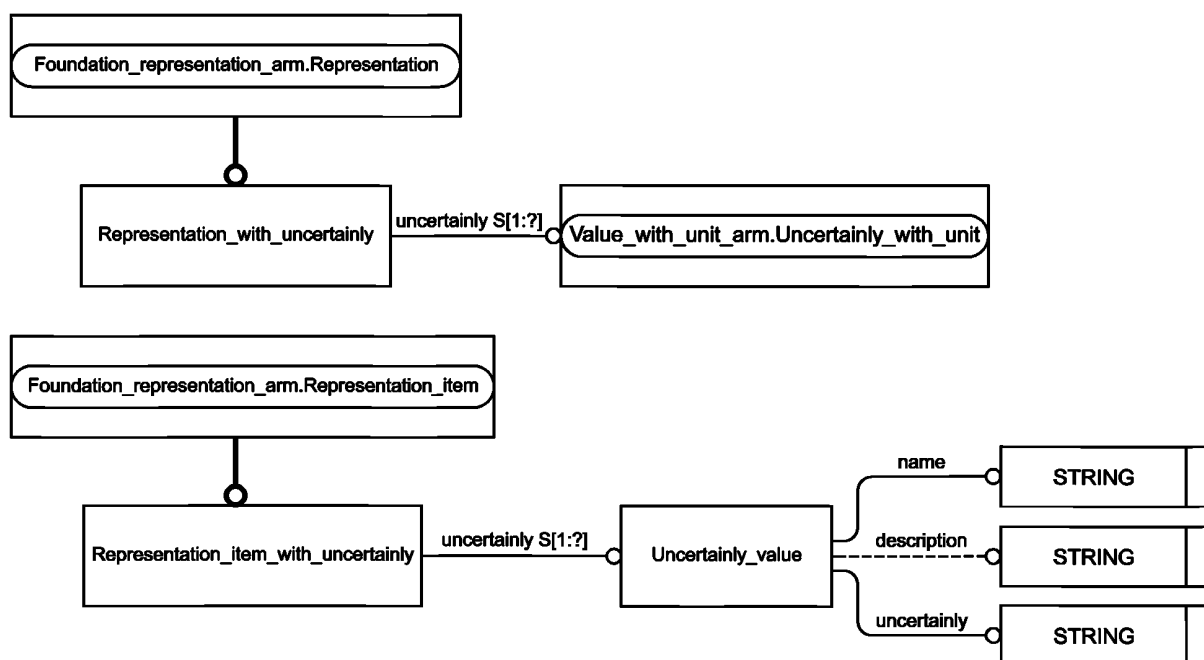 Foundation_representation_arm.Representation
Representation_with_uncertainly
uncertainly S[1:?]
Value_with_unit_arm.Uncertainly_with_unit
Foundation_representation_arm.Representation_item
Representation_item_with_uncertainly
uncertainly S[1:?]
Uncertainly_value
name
STRING
description
STRING
uncertainly
STRING